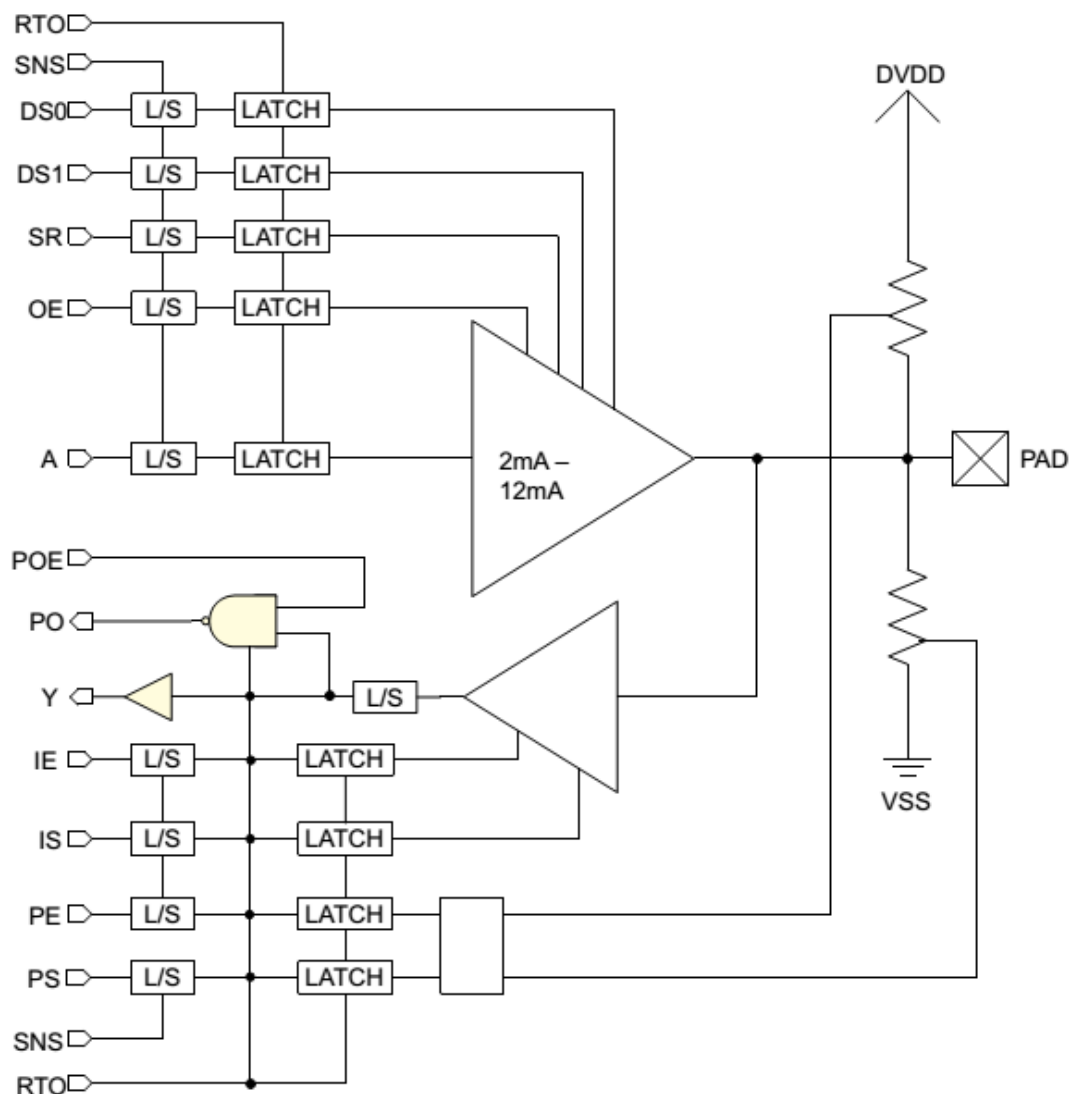 RTO
SNS
DS0 L/S LATCH
DVDD
DS1 L/S LATCH
SR L/S LATCH
OE L/S LATCH
A L/S LATCH
2mA –
12mA
PAD
POE
PO
Y L/S
IE L/S LATCH
VSS
IS L/S LATCH
PE L/S LATCH
PS L/S LATCH
SNS
RTO